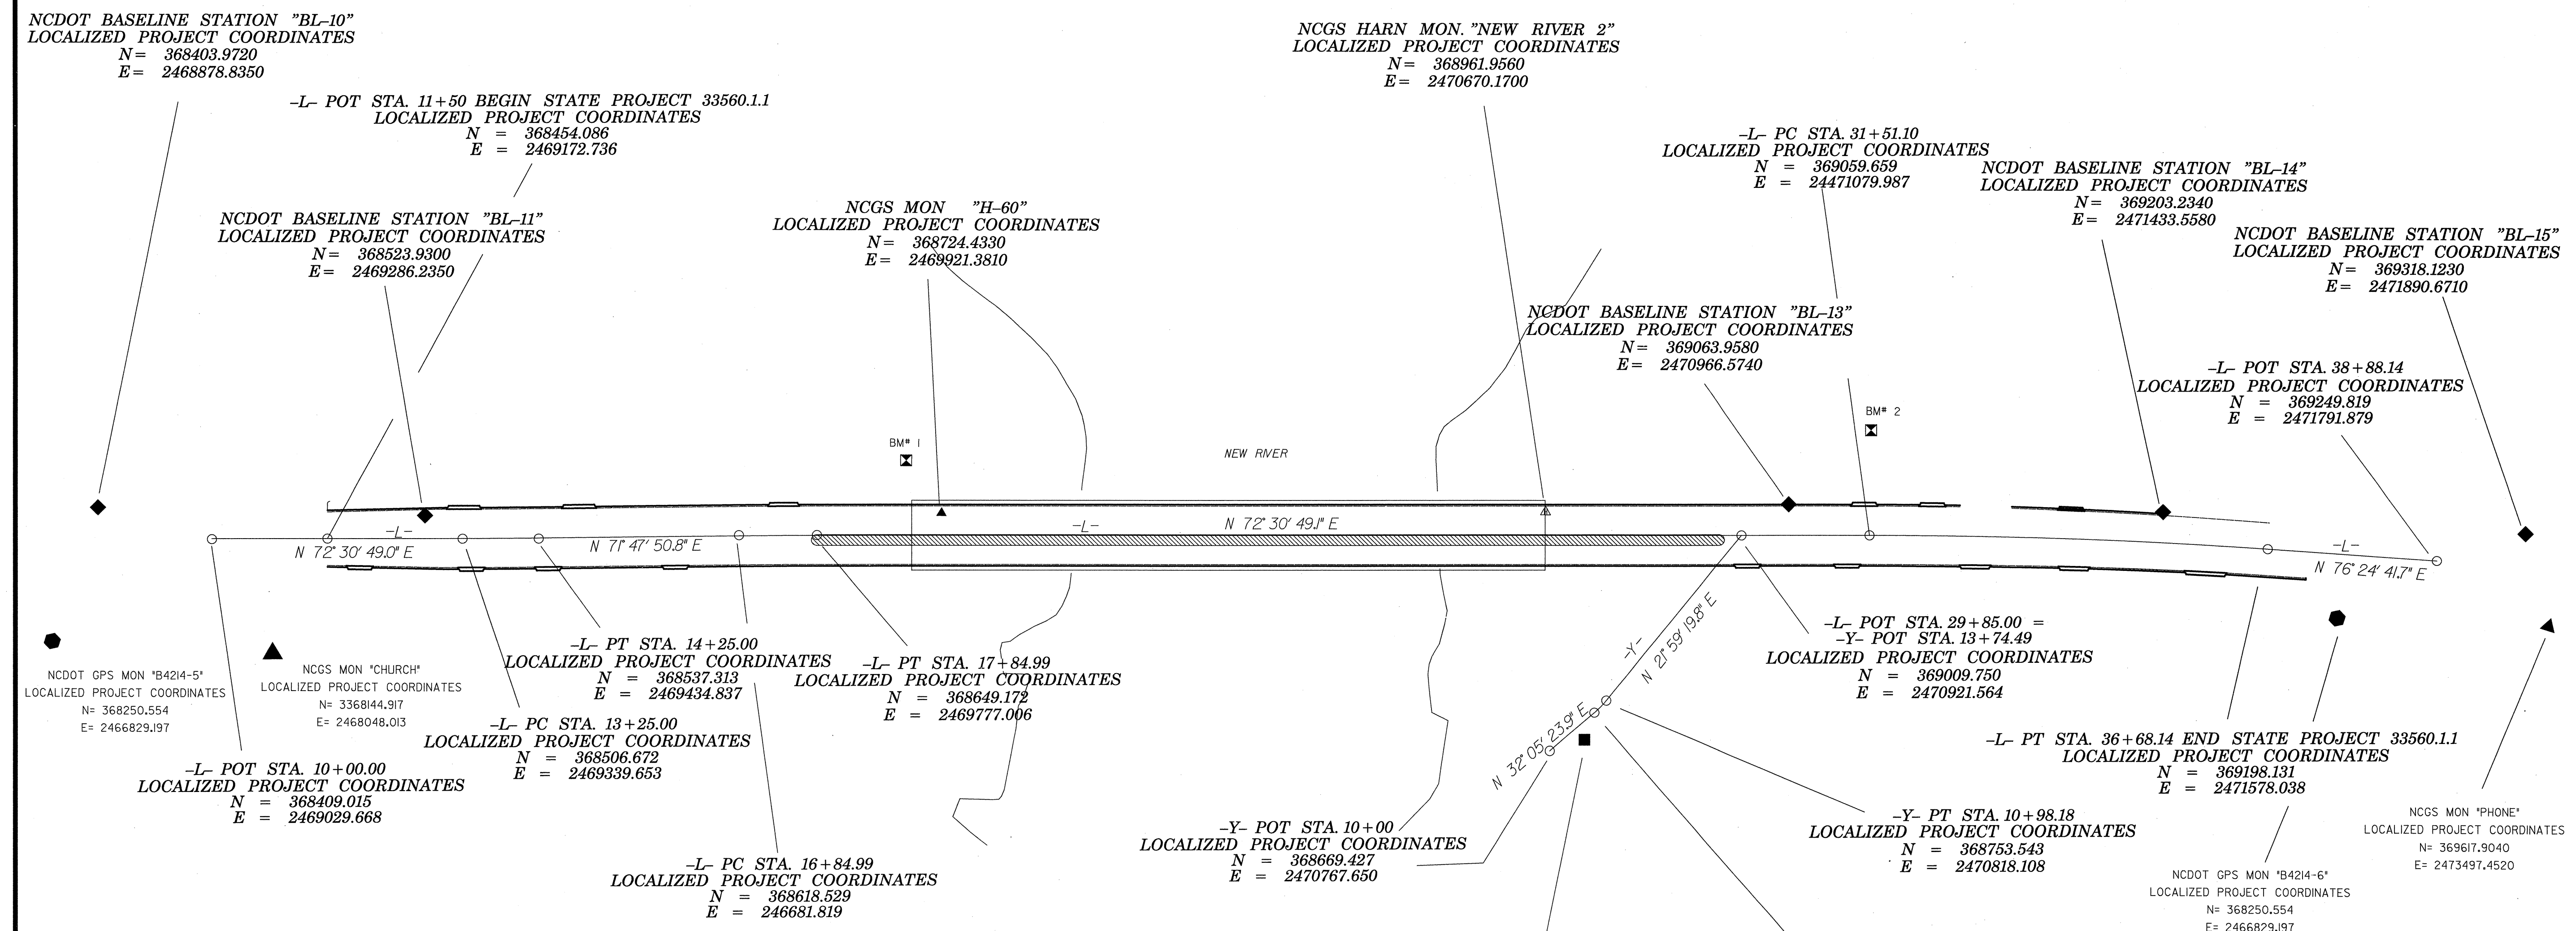 NCDOT BASELINE STATION "BL-10"
LOCALIZED PROJECT COORDINATES
N= 368403.9720
E= 2468878.8350
-L- POT STA. 11+50 BEGIN STATE PROJECT 33560.1.1
LOCALIZED PROJECT COORDINATES
N = 368454.086
E = 2469172.736
NCDOT BASELINE STATION "BL-11"
LOCALIZED PROJECT COORDINATES
N= 368523.9300
E= 2469286.2350
NCGS MON "H-60"
LOCALIZED PROJECT COORDINATES
N= 368724.4330
E= 2469921.3810
NCGS HARN MON. "NEW RIVER 2"
LOCALIZED PROJECT COORDINATES
N= 368961.9560
E= 2470670.1700
-L- PC STA. 31+51.10
LOCALIZED PROJECT COORDINATES
N = 369059.659
E = 24471079.987
NCDOT BASELINE STATION "BL-14"
LOCALIZED PROJECT COORDINATES
N= 369203.2340
E= 2471433.5580
NCDOT BASELINE STATION "BL-15"
LOCALIZED PROJECT COORDINATES
N= 369318.1230
E= 2471890.6710
NCDOT BASELINE STATION "BL-13"
LOCALIZED PROJECT COORDINATES
N= 369063.9580
E= 2470966.5740
-L- POT STA. 38+88.14
LOCALIZED PROJECT COORDINATES
N = 369249.819
E = 2471791.879
BM# 1
NEW RIVER
BM# 2
-L-
N 72° 30' 49.0" E
N 71° 47' 50.8" E
-L-
N 72° 30' 49.1" E
-L-
N 76° 24' 41.7" E
-Y-
N 21° 59' 19.8" E
N 32° 05' 23.9" E
NCDOT GPS MON "B4214-5"
LOCALIZED PROJECT COORDINATES
N= 368250.554
E= 2466829.197
NCGS MON "CHURCH"
LOCALIZED PROJECT COORDINATES
N= 3368144.917
E= 2468048.013
-L- PT STA. 14+25.00
LOCALIZED PROJECT COORDINATES
N = 368537.313
E = 2469434.837
-L- PT STA. 17+84.99
LOCALIZED PROJECT COORDINATES
N = 368649.172
E = 2469777.006
-L- POT STA. 29+85.00 =
-Y- POT STA. 13+74.49
LOCALIZED PROJECT COORDINATES
N = 369009.750
E = 2470921.564
-L- PC STA. 13+25.00
LOCALIZED PROJECT COORDINATES
N = 368506.672
E = 2469339.653
-L- POT STA. 10+00.00
LOCALIZED PROJECT COORDINATES
N = 368409.015
E = 2469029.668
-L- PT STA. 36+68.14 END STATE PROJECT 33560.1.1
LOCALIZED PROJECT COORDINATES
N = 369198.131
E = 2471578.038
-Y- POT STA. 10+00
LOCALIZED PROJECT COORDINATES
N = 368669.427
E = 2470767.650
-Y- PT STA. 10+98.18
LOCALIZED PROJECT COORDINATES
N = 368753.543
E = 2470818.108
NCGS MON "PHONE"
LOCALIZED PROJECT COORDINATES
N= 369617.9040
E= 2473497.4520
-L- PC STA. 16+84.99
LOCALIZED PROJECT COORDINATES
N = 368618.529
E = 246681.819
NCDOT GPS MON "B4214-6"
LOCALIZED PROJECT COORDINATES
N= 368250.554
E= 2466829.197